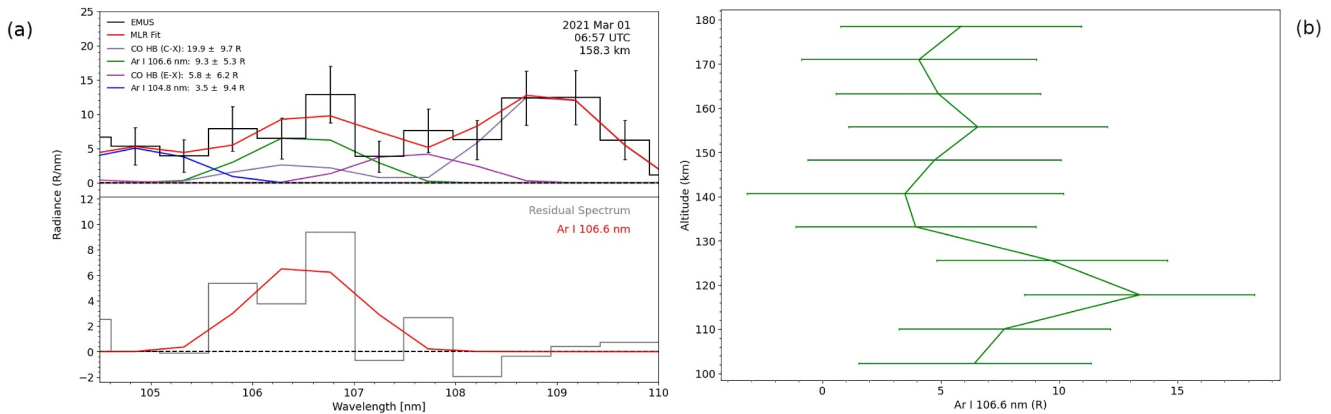 (a)
25
20
15
10
5
0
EMUS
MLR Fit
CO HB (C-X): 19.9 ± 9.7 R
Ar I 106.6 nm: 9.3 ± 5.3 R
CO HB (E-X): 5.8 ± 6.2 R
Ar I 104.8 nm: 3.5 ± 9.4 R
2021 Mar 01
06:57 UTC
158.3 km
Radiance (R/nm)
12
10
8
6
4
2
0
−2
Residual Spectrum
Ar I 106.6 nm
105 106 107 108 109 110
Wavelength [nm]
(b)
180
170
160
150
140
130
120
110
100
Altitude (km)
0 5 10 15
Ar I 106.6 nm (R)